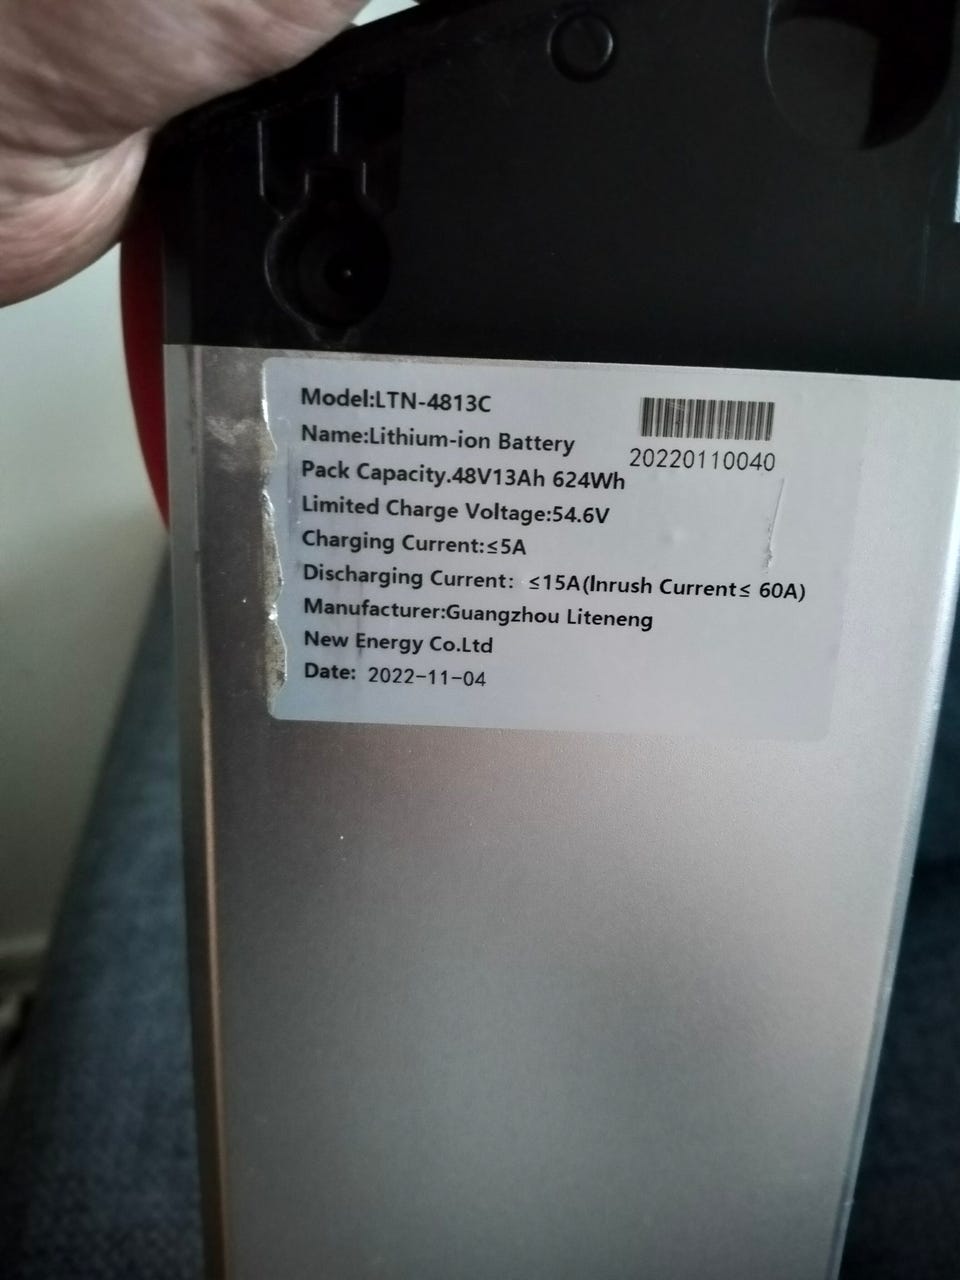 Model:LTN-4813C
Name:Lithium-ion Battery
20220110040
Pack Capacity.48V13Ah 624Wh
Limited Charge Voltage:54.6V
Charging Current:≤5A
Discharging Current: ≤15A(Inrush Current≤ 60A)
Manufacturer:Guangzhou Liteneng
New Energy Co.Ltd
Date: 2022-11-04